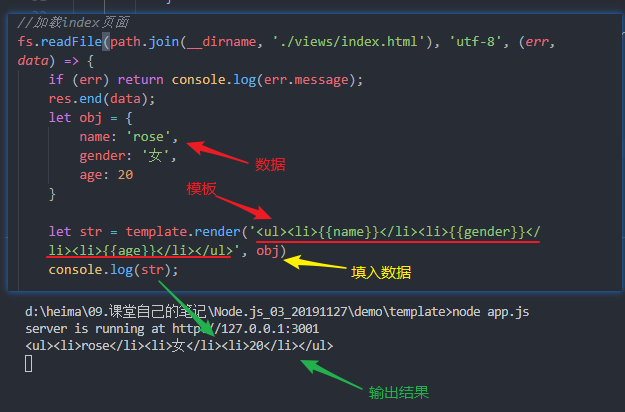 //加载index页面
fs.readFile(path.join(__dirname, './views/index.html'), 'utf-8', (err,
data) => {
if (err) return console.log(err.message);
res.end(data);
let obj = {
name: 'rose',
gender: '女',
数据
age: 20
模板
}
let str = template.render('<ul><li>{{name}}</li><li>{{gender}}</
li><li>{{age}}</li></ul>', obj)
console.log(str);
填入数据
d:\heima\09.课堂自己的笔记\Node.js_03_20191127\demo\template>node app.js
server is running at http://127.0.0.1:3001
<ul><li>rose</li><li>女</li><li>20</li></ul>
输出结果